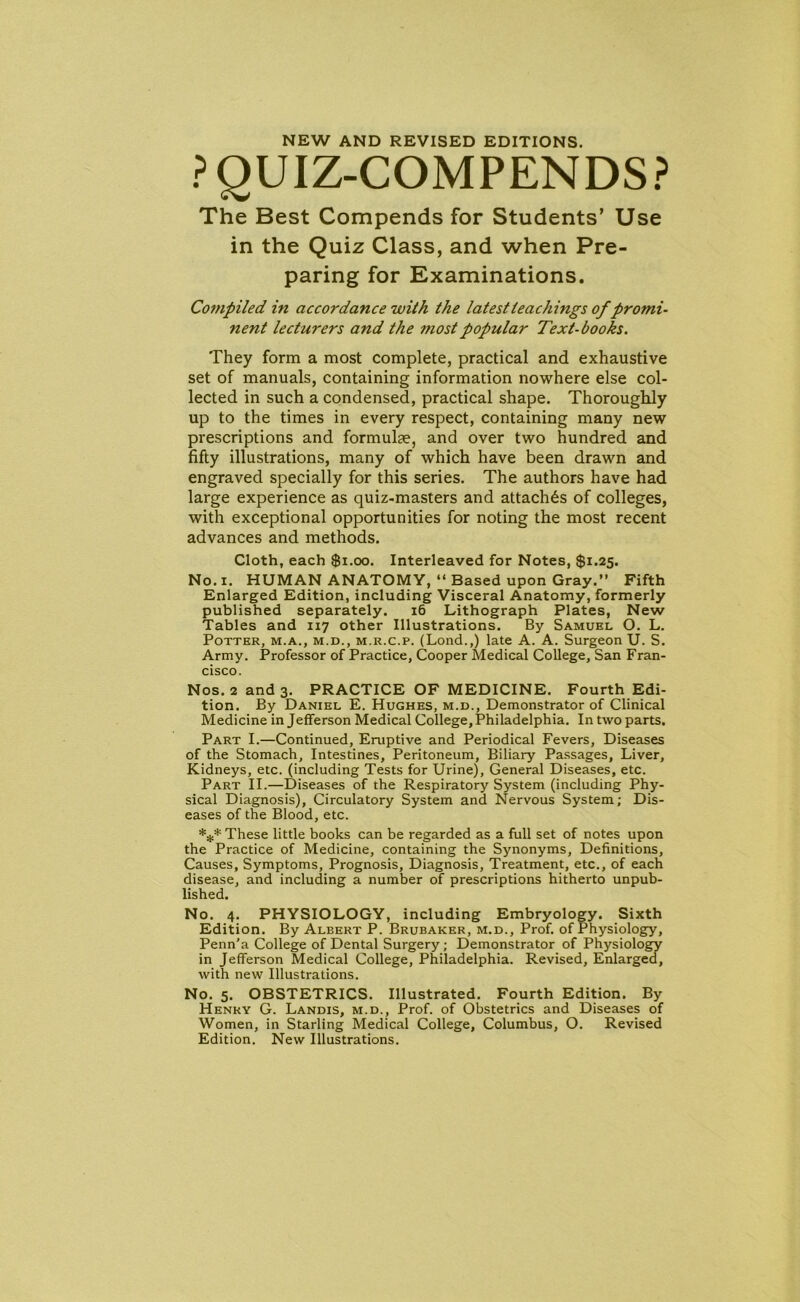 NEW AND REVISED EDITIONS.
?QUIZ-COMPENDS?
The Best Compends for Students’ Use
in the Quiz Class, and when Pre-
paring for Examinations.
Compiled in accordance with the latest teachings of promi-
nent lecturers and the most popular Text-books.
They form a most complete, practical and exhaustive
set of manuals, containing information nowhere else col-
lected in such a condensed, practical shape. Thoroughly
up to the times in every respect, containing many new
prescriptions and formulæ, and over two hundred and
fifty illustrations, many of which have been drawn and
engraved specially for this series. The authors have had
large experience as quiz-masters and attachés of colleges,
with exceptional opportunities for noting the most recent
advances and methods.
Cloth, each $1.00. Interleaved for Notes, $1.25.
No. 1. HUMAN ANATOMY, “Based upon Gray.” Fifth
Enlarged Edition, including Visceral Anatomy, formerly
published separately. 16 Lithograph Plates, New
Tables and 117 other Illustrations. By SAMUEL O. L.
POTTER, M.A., M.D., M.R.C.P. (Lond.,) late A. A. Surgeon U. S.
Army. Professor of Practice, Cooper Medical College, San Fran-
cisco.
Nos. 2 and 3. PRACTICE OF MEDICINE. Fourth Edi-
tion. By DANIEL E. HUGHES, M.D., Demonstrator of Clinical
Medicine in Jefferson Medical College, Philadelphia. In two parts.
PART I.—Continued, Eruptive and Periodical Fevers, Diseases
of the Stomach, Intestines, Peritoneum, Biliary Passages, Liver,
Kidneys, etc. (including Tests for Urine), General Diseases, etc.
PART II.—Diseases of the Respiratory System (including Phy-
sical Diagnosis), Circulatory System and Nervous System; Dis-
eases of the Blood, etc.
*** These little books can be regarded as a full set of notes upon
the Practice of Medicine, containing the Synonyms, Definitions,
Causes, Symptoms, Prognosis, Diagnosis, Treatment, etc., of each
disease, and including a number of prescriptions hitherto unpub-
lished.
No. 4. PHYSIOLOGY, including Embryology. Sixth
Edition. By ALBERT P. BRUBAKER, M.D., Prof. of Physiology,
Penn’a College of Dental Surgery; Demonstrator of Physiology
in Jefferson Medical College, Philadelphia. Revised, Enlarged,
with new Illustrations.
No. 5. OBSTETRICS. Illustrated. Fourth Edition. By
HENRY G. LANDIS, M.D., Prof. of Obstetrics and Diseases of
Women, in Starling Medical College, Columbus, O. Revised
Edition. New Illustrations.